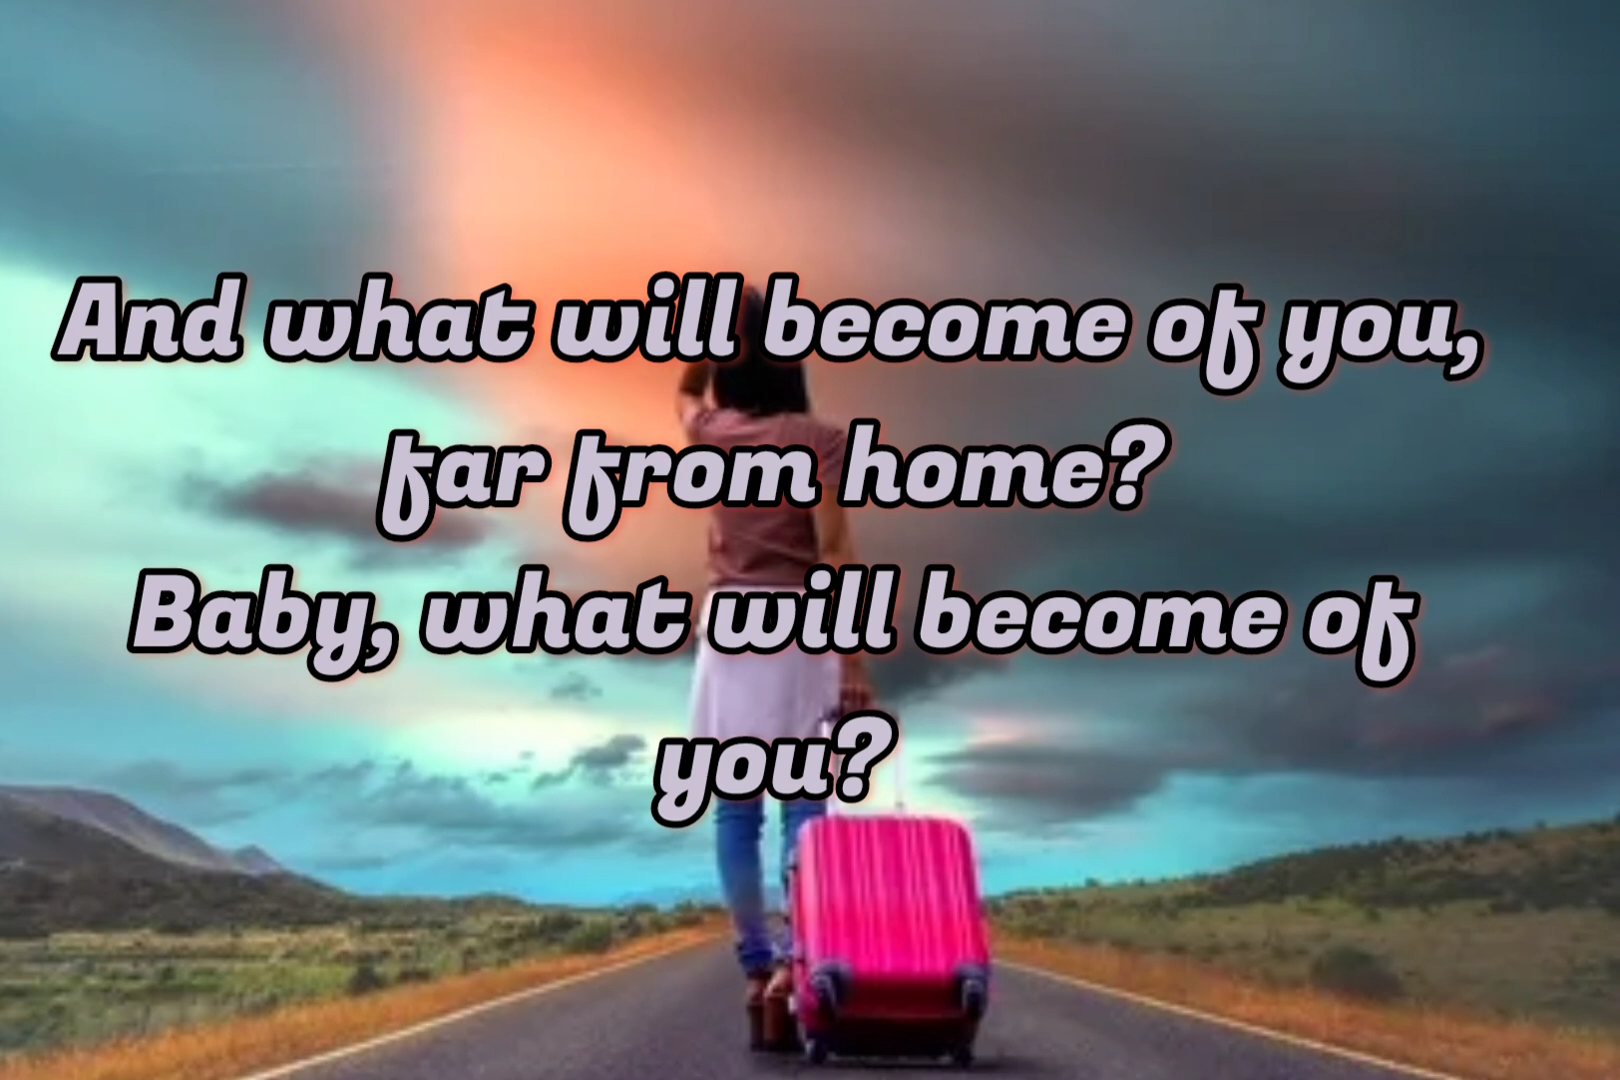 And what will become of you,
far from home?
Baby, what will become of
you?